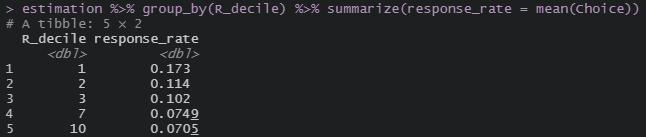 > estimation %>% group_by(R_decile) %>% summarize(response_rate = mean(Choice))
# A tibble: 5 × 2
R_decile response_rate
<dbl> <dbl>
1 1 0.173
2 2 0.114
3 3 0.102
4 7 0.0749
5 10 0.0705